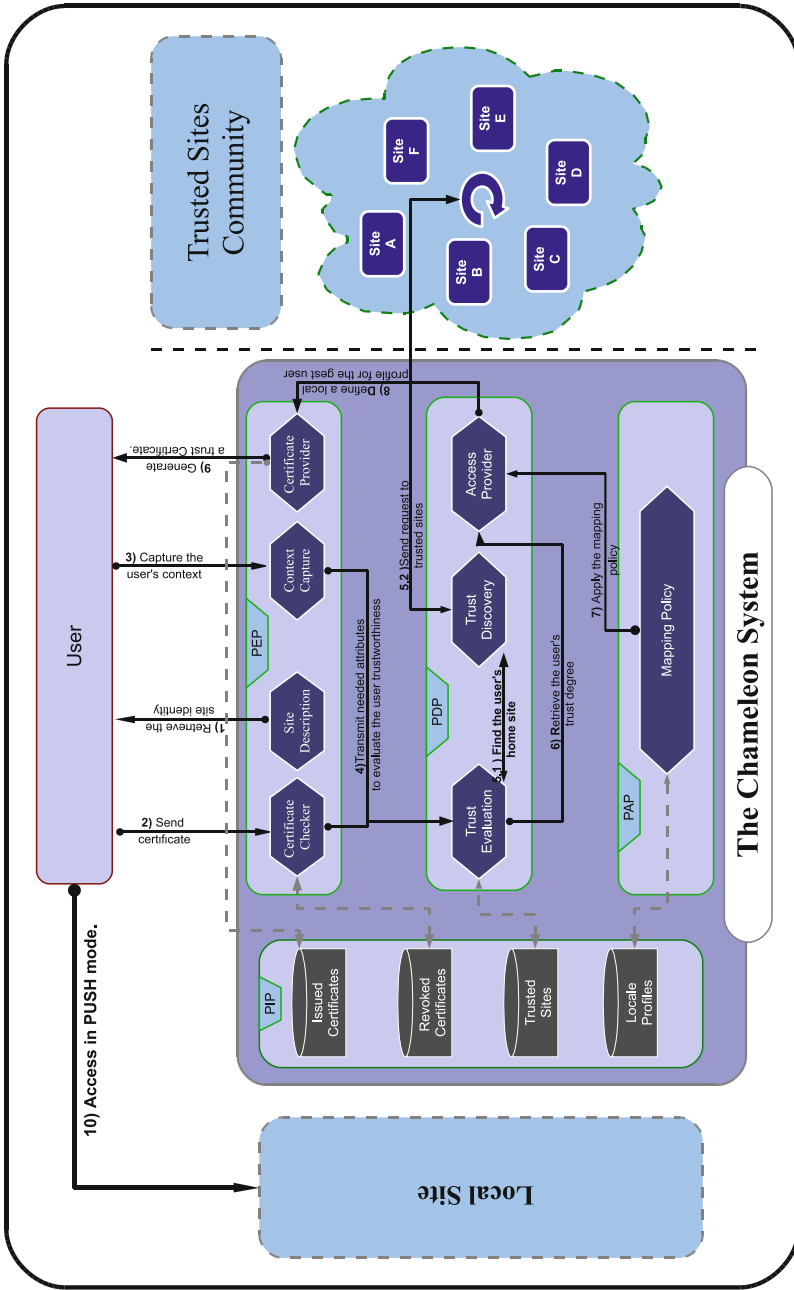 User
Trusted Sites
Community
10) Access in PUSH mode.
2) Send
certificate
1) Retrieve the
site identify
3) Capture the
user's context
9) Generate
a trust Certificate.
PEP
Certificate
Checker
Site
Description
Context
Capture
Certificate
Provider
4)Transmit needed attributes
to evaluate the user trustworthiness
8) Define a local
profile for the gest user
PDP
Trust
Evaluation
Trust
Discovery
Access
Provider
5.1 ) Find the user's
home site
5.2 )Send request to
trusted sites
6) Retrieve the user's
trust degree
7) Apply the mapping
policy
PAP
Mapping Policy
PIP
Issued
Certificates
Revoked
Certificates
Trusted
Sites
Locale
Profiles
Site
A
Site
F
Site
E
Site
B
Site
C
Site
D
Local Site
The Chameleon System